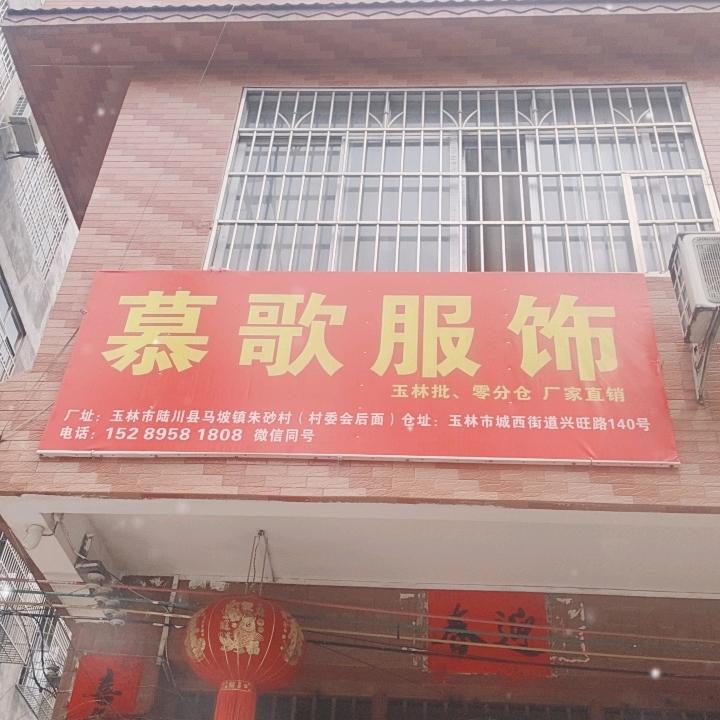 慕歌服饰
玉林批、零分仓 厂家直销
厂址：玉林市陆川县马坡镇朱砂村（村委会后面）仓址：玉林市城西街道兴旺路140号
电话：152 8958 1808 微信同号
春迎